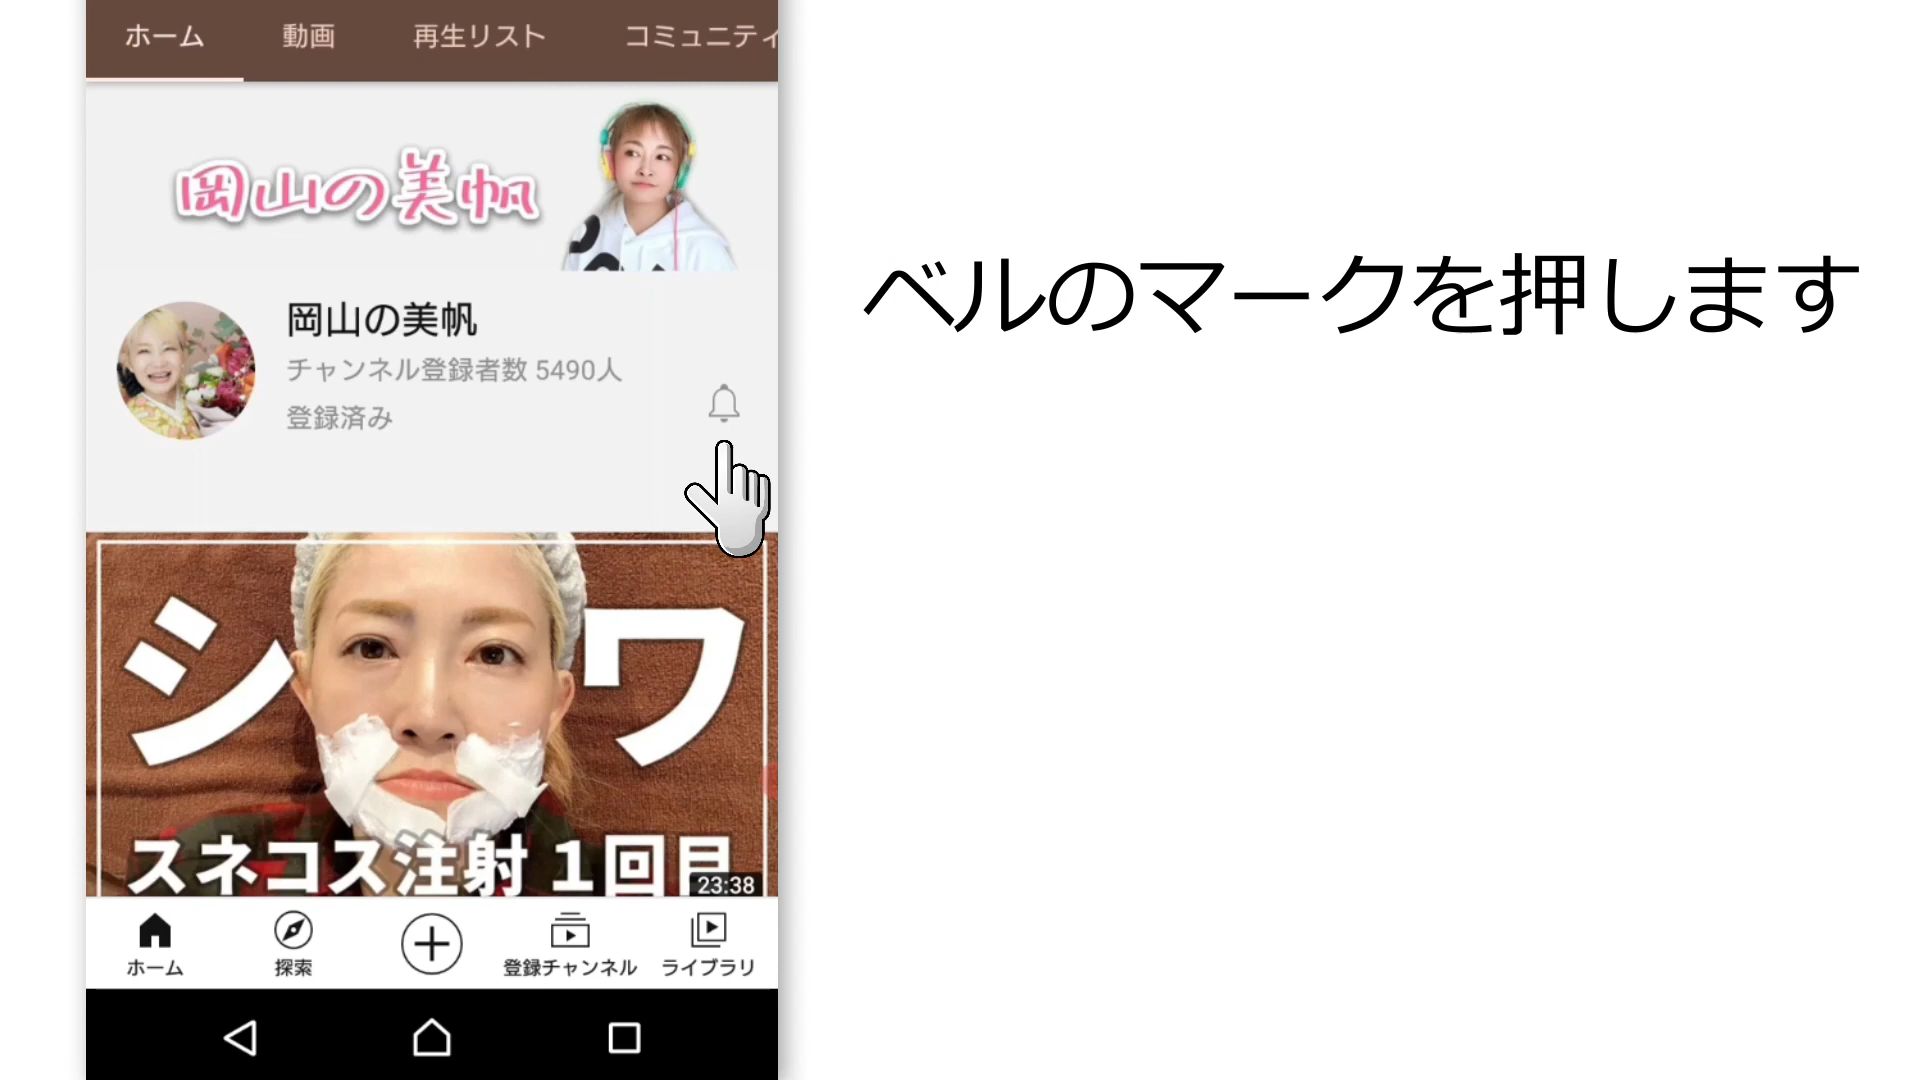 ホーム 動画 再生リスト コミュニティ
岡山の美帆
岡山の美帆
チャンネル登録者数 5490人
登録済み
ベルのマークを押します
シワ
スネコス注射 1回目
23:38
ホーム 探索 登録チャンネル ライブラリ